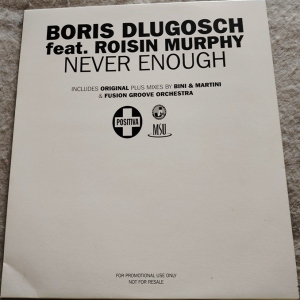 BORIS DLUGOSCH
feat. ROISIN MURPHY
NEVER ENOUGH
INCLUDES ORIGINAL PLUS MIXES BY BINI & MARTINI
& FUSION GROOVE ORCHESTRA
POSITIVA
MSU
FOR PROMOTIONAL USE ONLY
NOT FOR RESALE